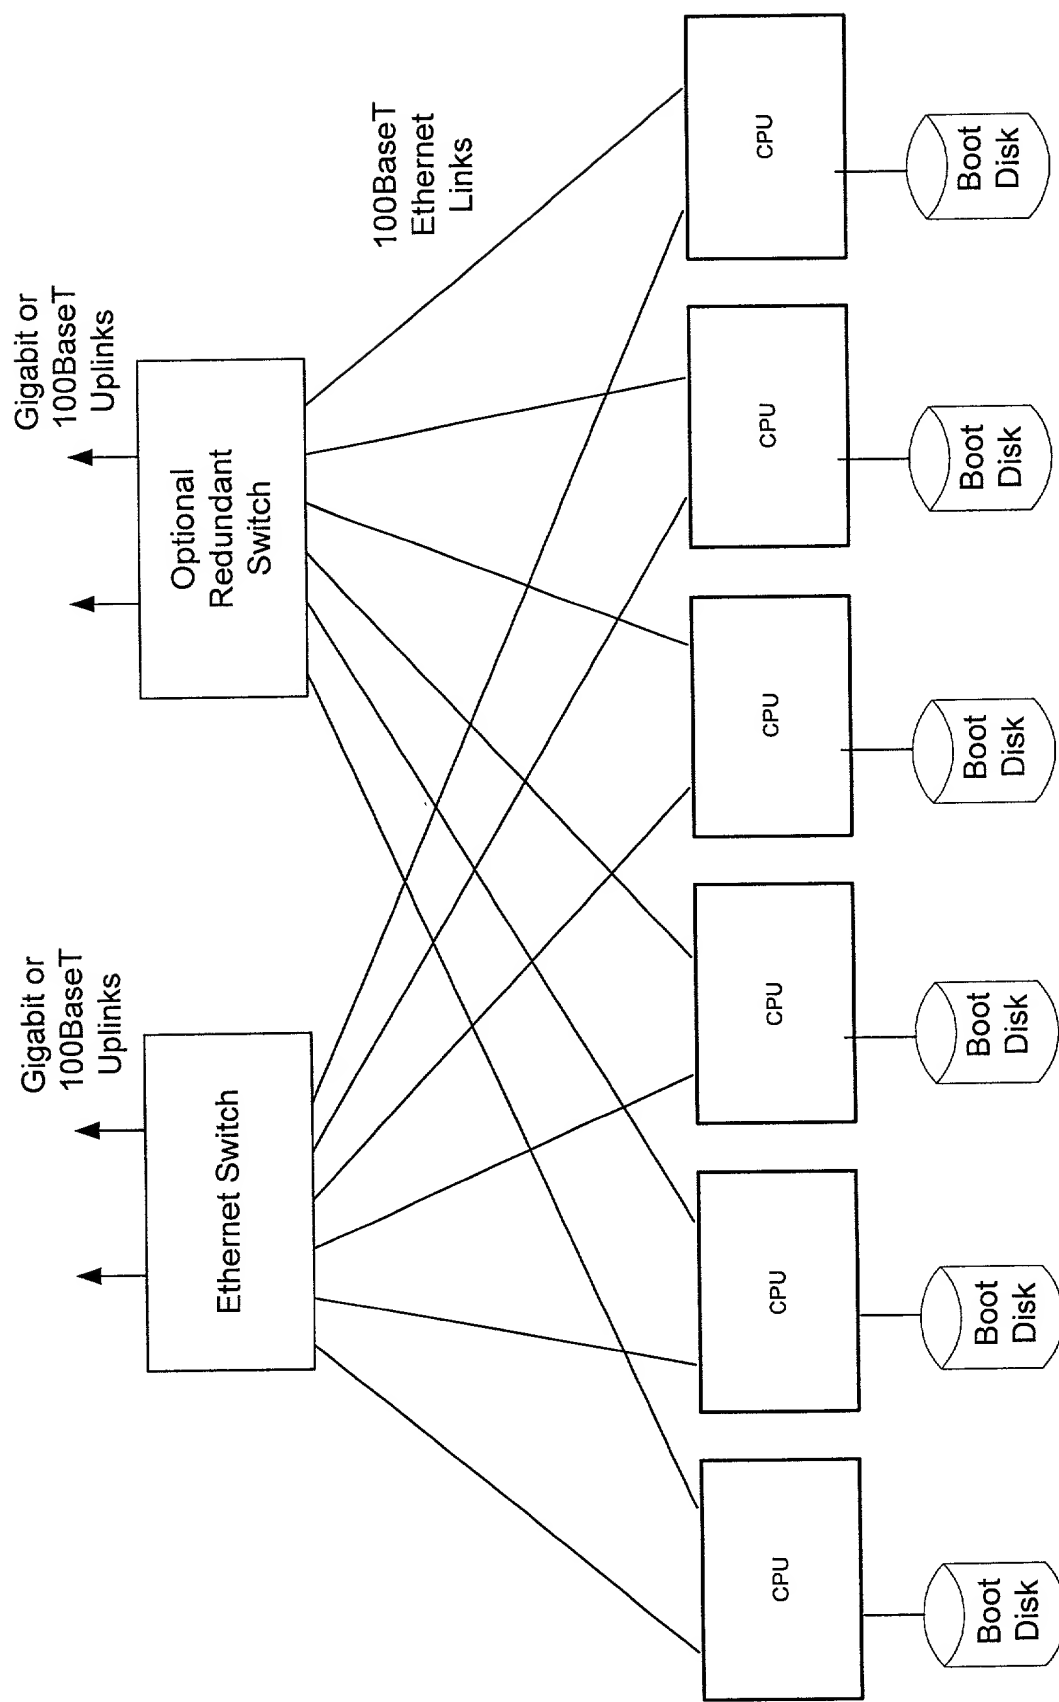 Gigabit or
100BaseT
Uplinks
Gigabit or
100BaseT
Uplinks
Ethernet Switch
Optional
Redundant
Switch
100BaseT
Ethernet
Links
CPU
CPU
CPU
CPU
CPU
CPU
Boot
Disk
Boot
Disk
Boot
Disk
Boot
Disk
Boot
Disk
Boot
Disk